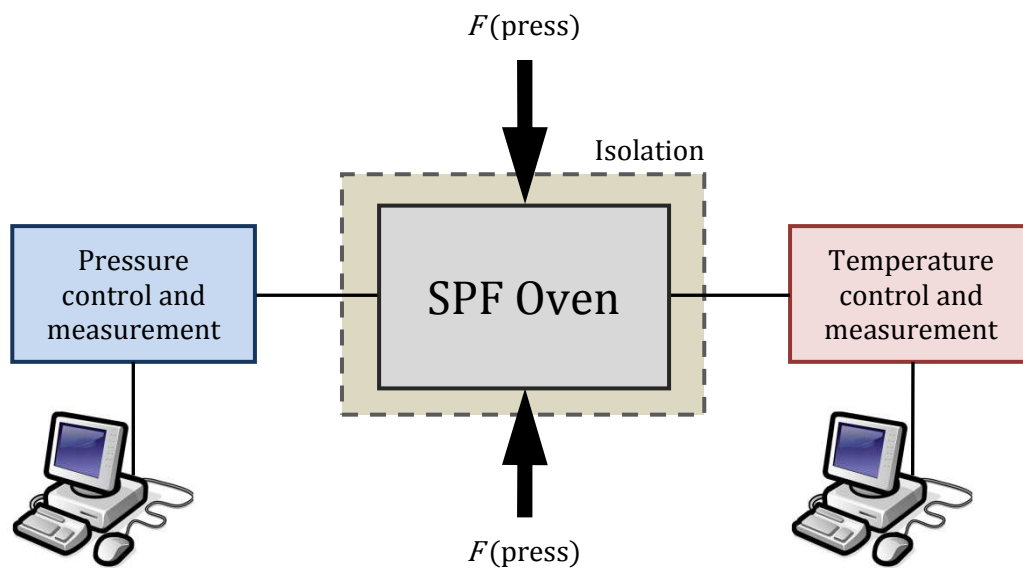 F(press)
Isolation
Pressure
control and
measurement
SPF Oven
Temperature
control and
measurement
F(press)